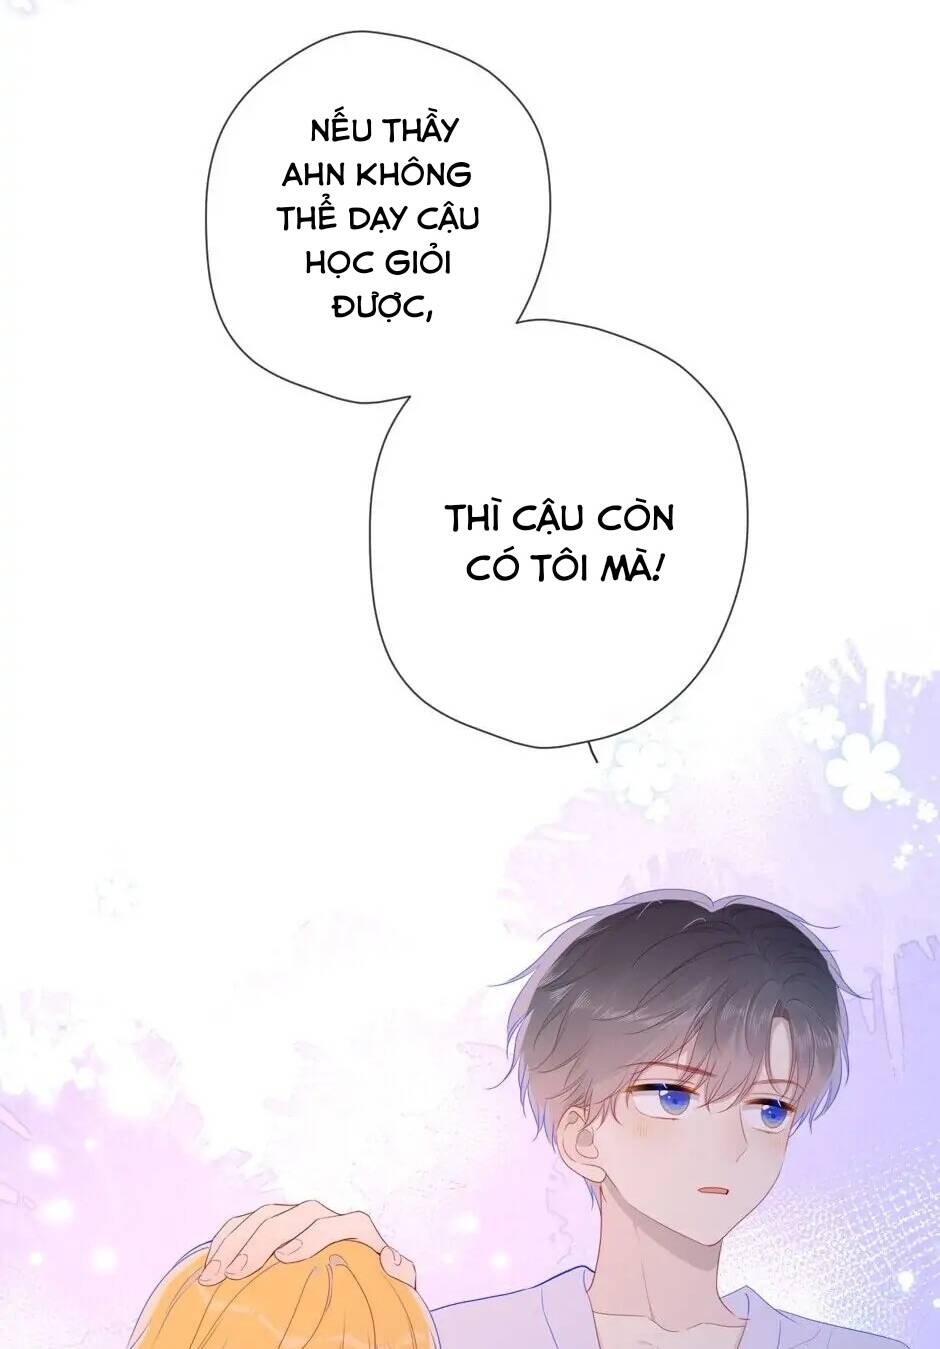 NẾU THẦY
AHN KHÔNG
THỂ DẠY CẬU
HỌC GIỎI
ĐƯỢC,
THÌ CẬU CÒN
CÓ TÔI MÀ!